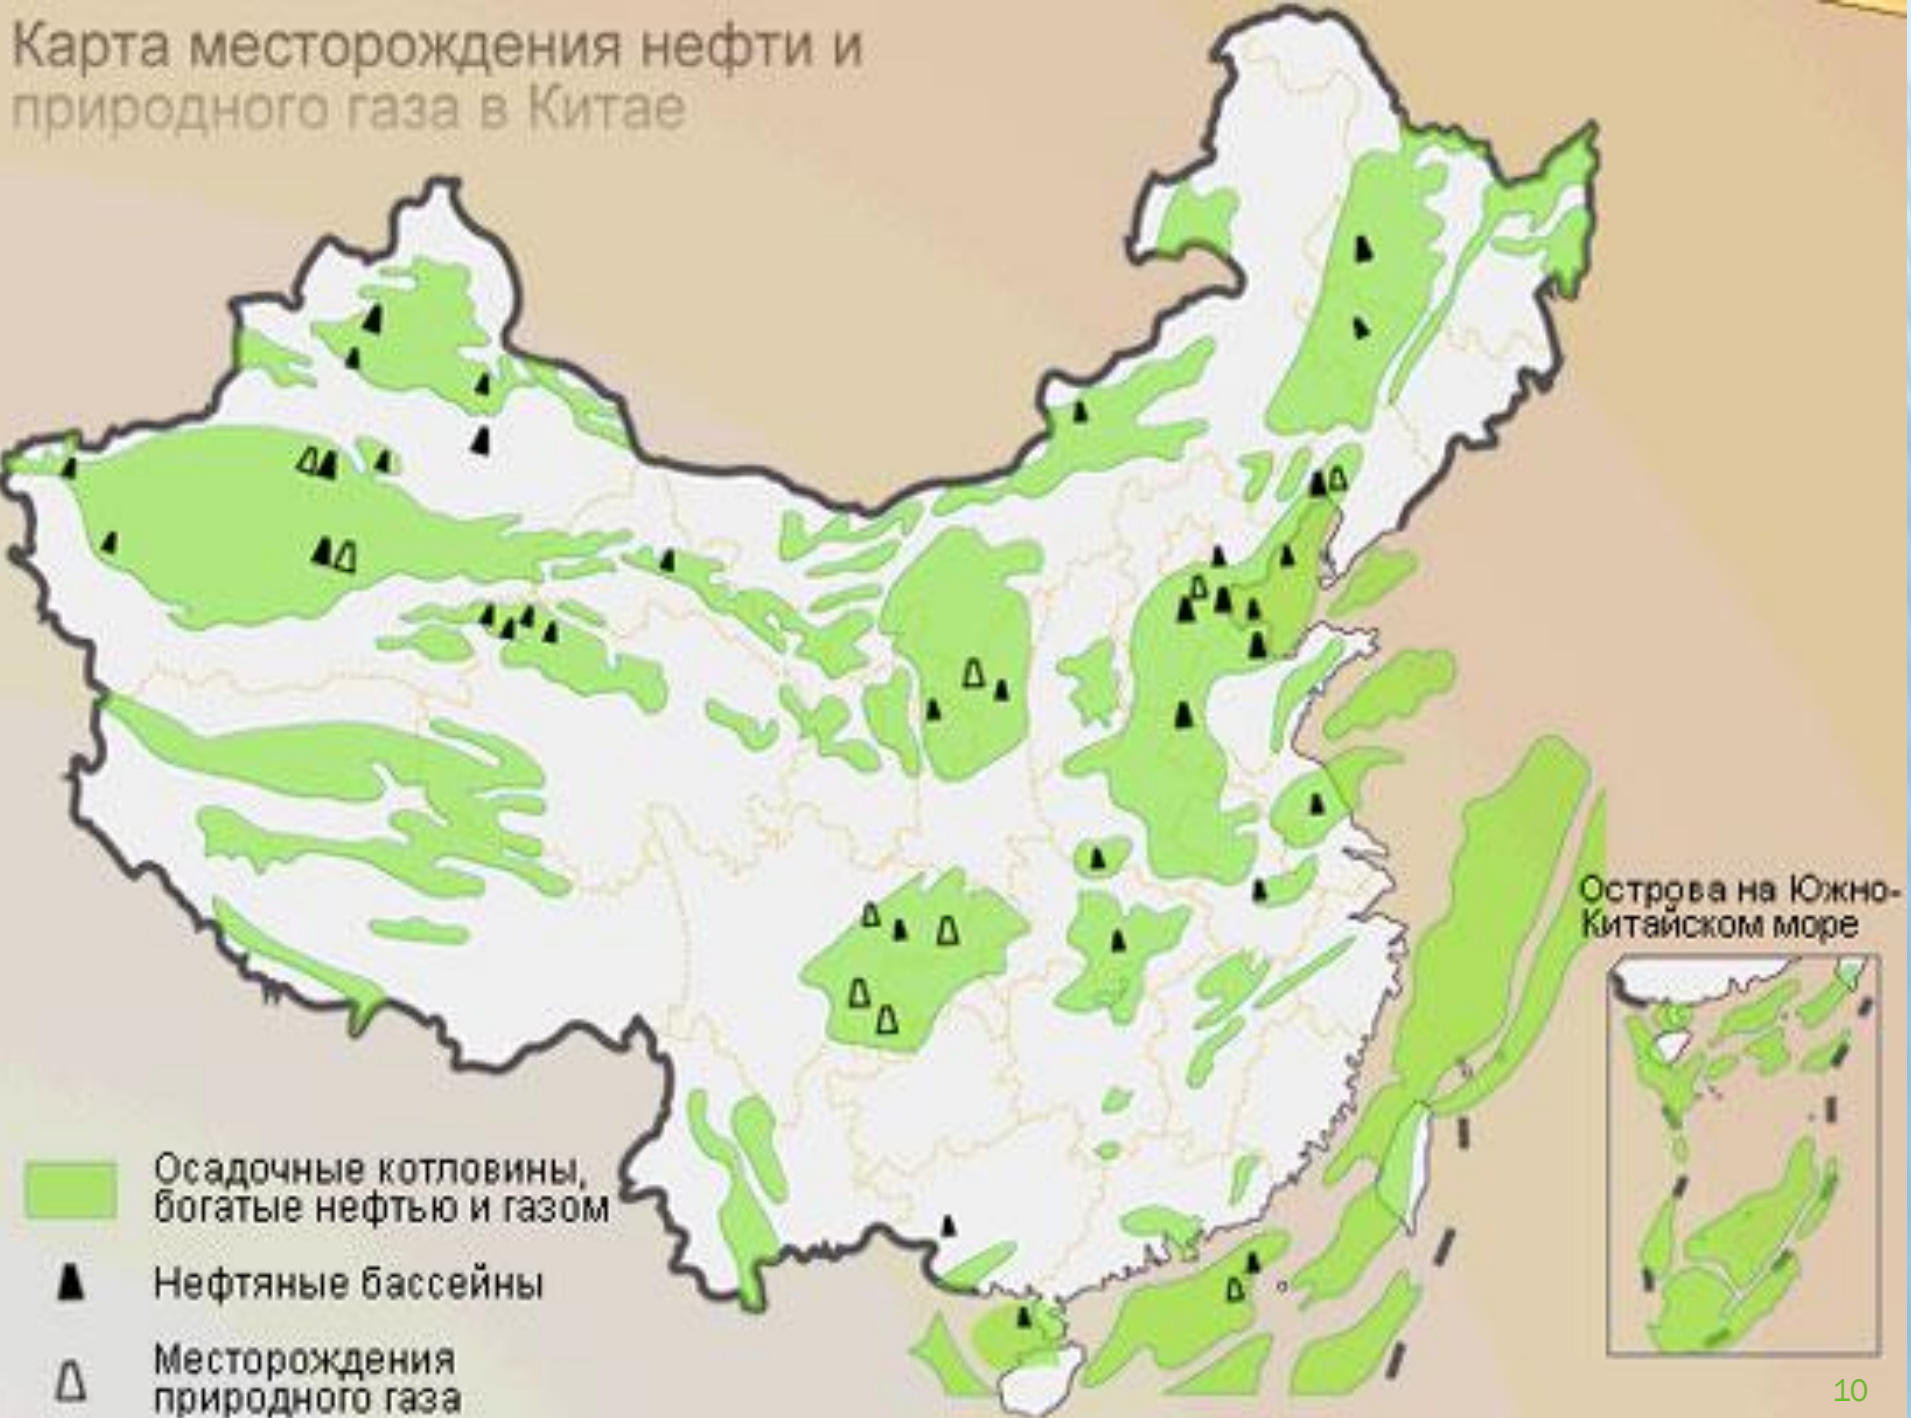 Карта месторождения нефти и
природного газа в Китае
Острова на Южно-
Китайском море
Осадочные котловины,
богатые нефтью и газом
Нефтяные бассейны
Месторождения
природного газа
10